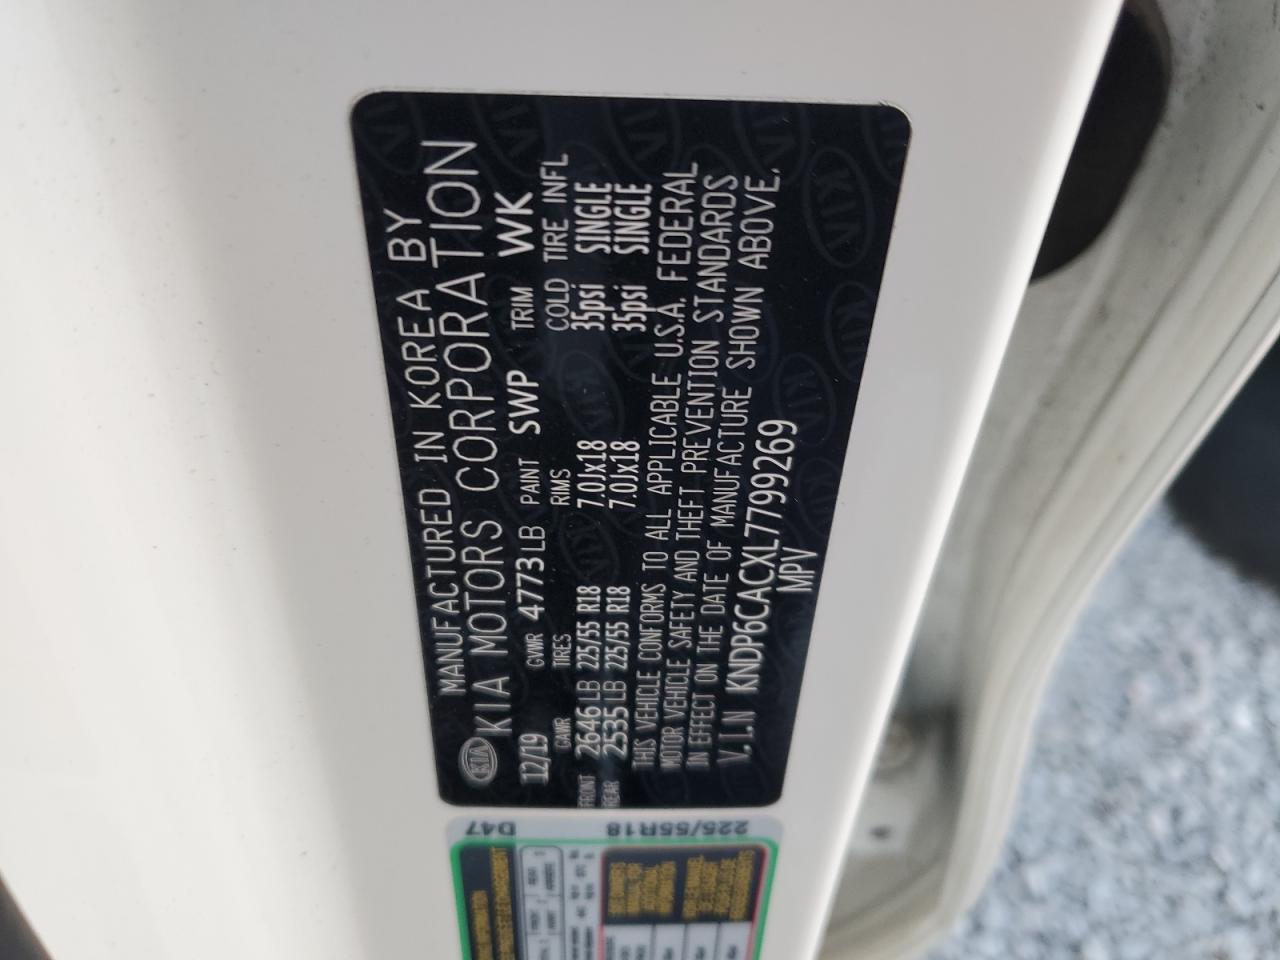 MANUFACTURED IN KOREA BY
KIA KIA MOTORS CORPORATION
12/19 GVWR 4773LB PAINT SWP TRIM WK
GAWR TIRES RIMS COLD TIRE INFL
FRONT 2646LB 225/55 R18 7.0Jx18 35psi SINGLE
REAR 2535LB 225/55 R18 7.0Jx18 35psi SINGLE
THIS VEHICLE CONFORMS TO ALL APPLICABLE U.S.A. FEDERAL
MOTOR VEHICLE SAFETY AND THEFT PREVENTION STANDARDS
IN EFFECT ON THE DATE OF MANUFACTURE SHOWN ABOVE.
V.I.N KNDP6CACXL7799269
MPV
D47
225/55R18